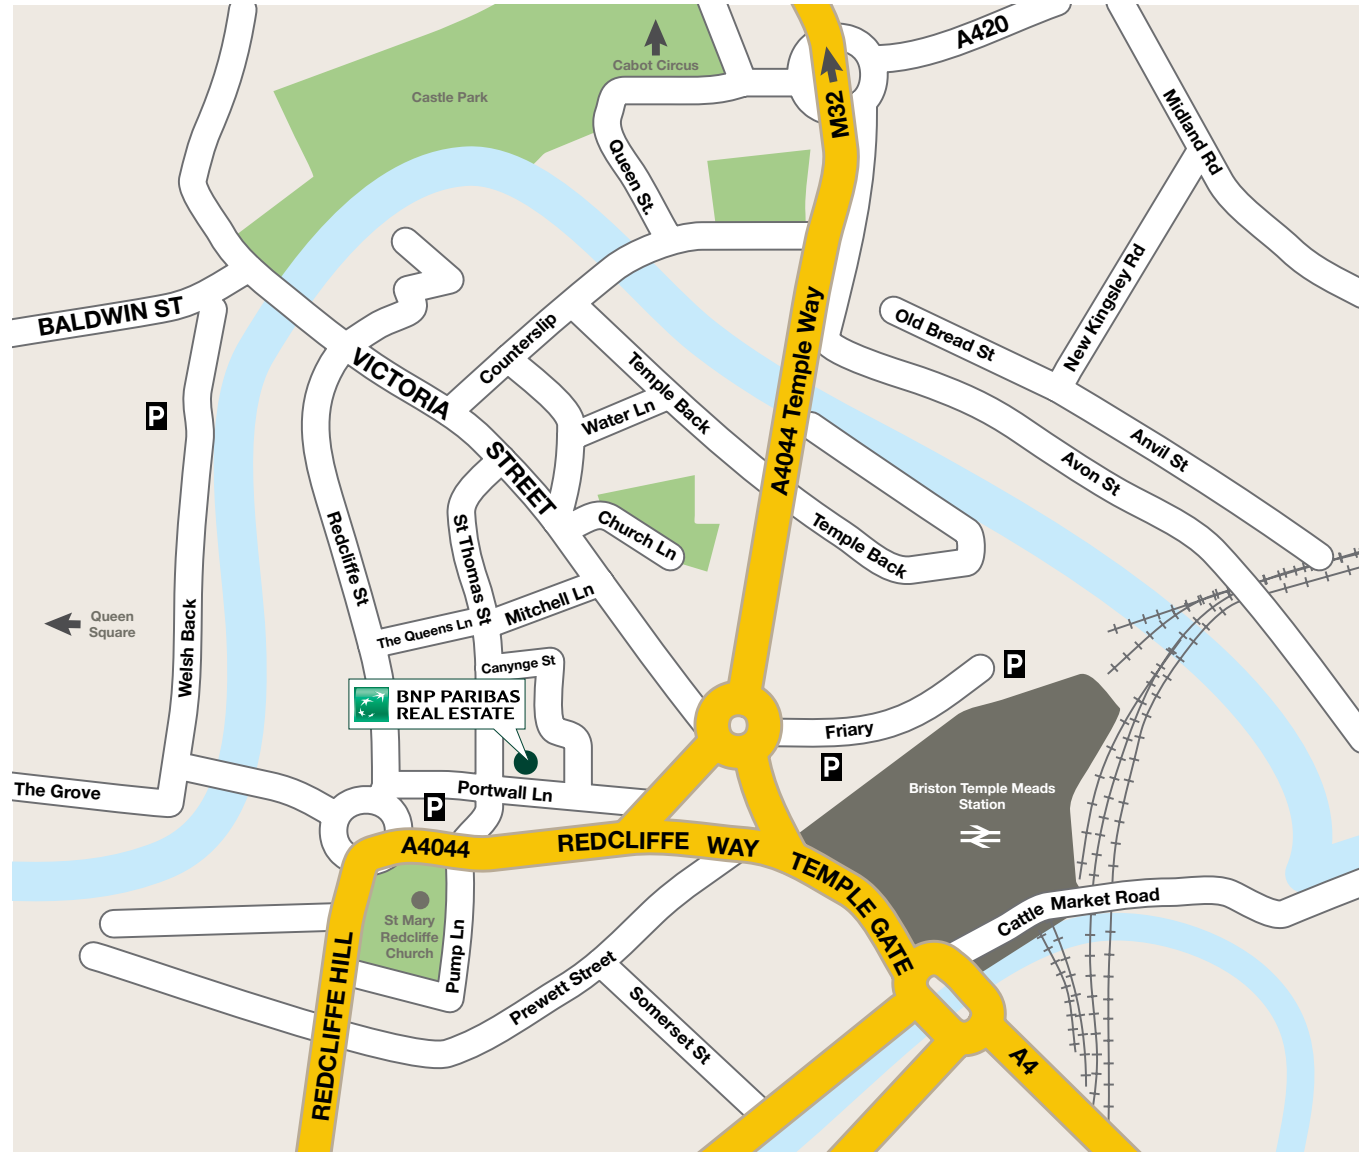 A420
Cabot Circus
Castle Park
M32
Midland Rd
Queen St.
New Kingsley Rd
BALDWIN ST
Old Bread St
Counterslip
VICTORIA
STREET
Temple Back
A4044 Temple Way
Water Ln
P
Anvil St
Avon St
Church Ln
Temple Back
Redcliffe St
St Thomas St
Mitchell Ln
The Queens Ln
Queen
Square
Welsh Back
Canynge St
P
BNP PARIBAS
REAL ESTATE
Friary
P
The Grove
Portwall Ln
P
Briston Temple Meads
Station
A4044
REDCLIFFE WAY
TEMPLE GATE
Cattle Market Road
St Mary
Redcliffe
Church
Pump Ln
REDCLIFFE HILL
Prewett Street
Somerset St
A4